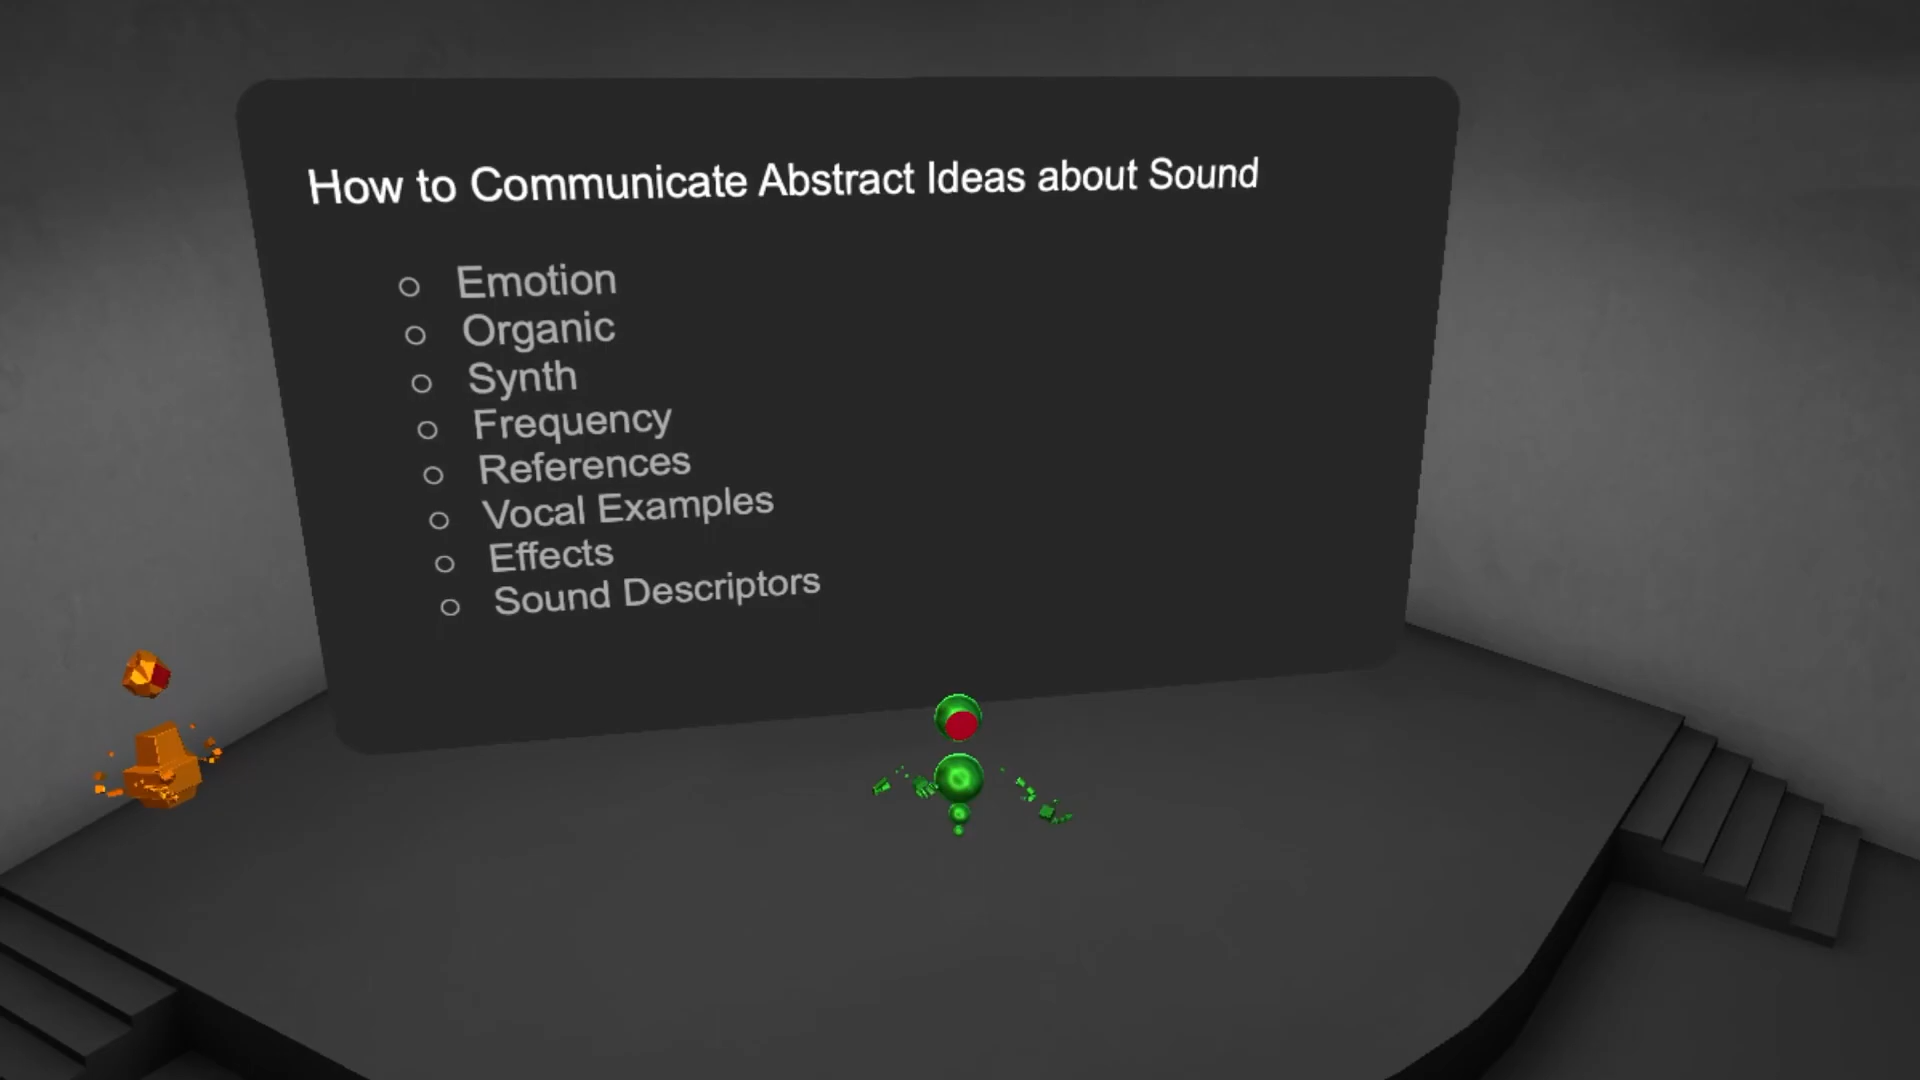 How to Communicate Abstract Ideas about Sound
Emotion
Organic
Synth
Frequency
References
Vocal Examples
Effects
Sound Descriptors